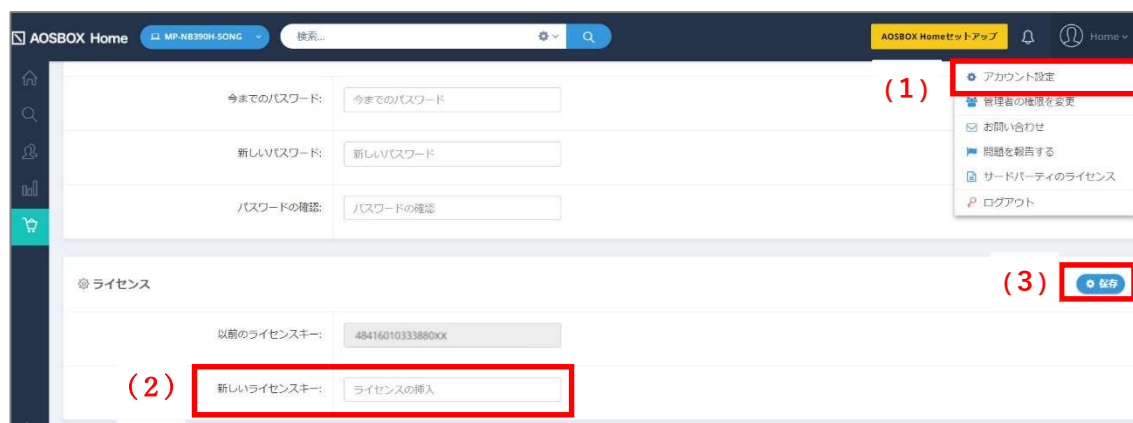 AOSBOX Home
MP-NB390H-SONG
検索...
AOSBOX Homeセットアップ
Home
(1)
アカウント設定
管理者の権限を変更
お問い合わせ
問題を報告する
サードパーティのライセンス
ログアウト
今までのパスワード:
今までのパスワード
新しいパスワード:
新しいパスワード
パスワードの確認:
パスワードの確認
ライセンス
(3)
保存
以前のライセンスキー:
48416010333880XX
(2)
新しいライセンスキー:
ライセンスの挿入